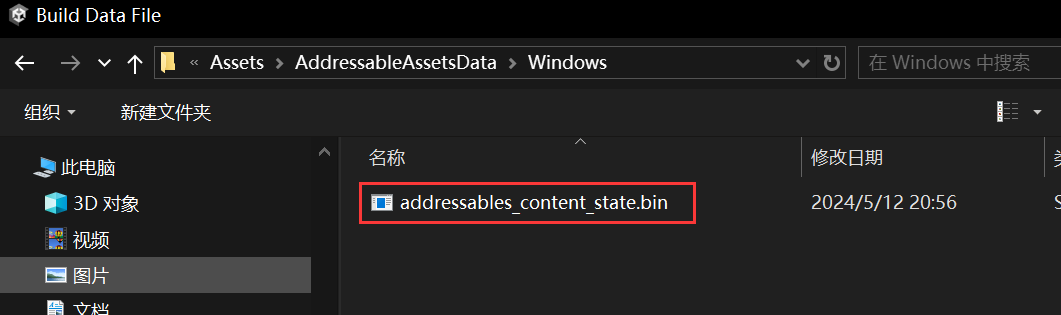 Build Data File
« Assets > AddressableAssetsData > Windows
在 Windows 中搜索
组织 新建文件夹
名称 修改日期
addressables_content_state.bin 2024/5/12 20:56
此电脑
3D 对象
视频
图片
文档